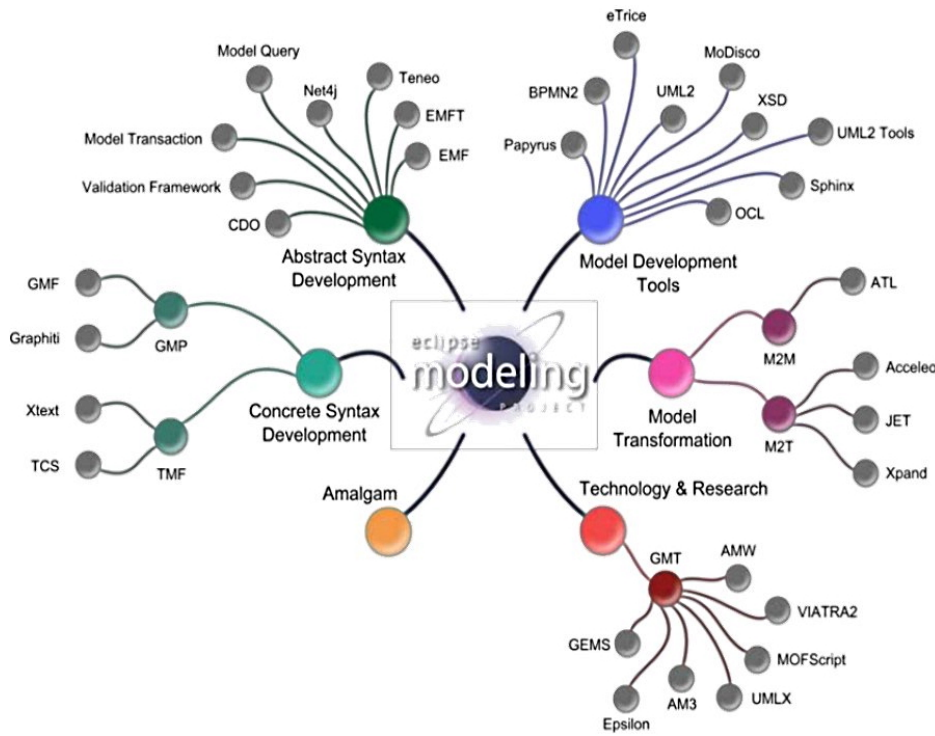 eTrice
Model Query
MoDisco
Teneo
Net4j
BPMN2
UML2
XSD
EMFT
Model Transaction
UML2 Tools
Papyrus
EMF
Validation Framework
Sphinx
CDO
OCL
Abstract Syntax
Development
Model Development
Tools
GMF
ATL
Graphiti
GMP
eclipse
modeling
PROJECT
M2M
Acceleo
Xtext
Concrete Syntax
Development
Model
Transformation
JET
M2T
TCS
TMF
Xpand
Amalgam
Technology & Research
GMT
AMW
VIATRA2
GEMS
MOFScript
AM3
UMLX
Epsilon